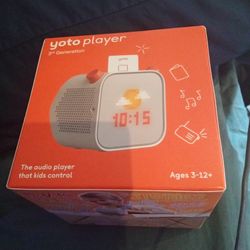 yoto player
3rd Generation
10:15
The audio player
that kids control
Ages 3-12+